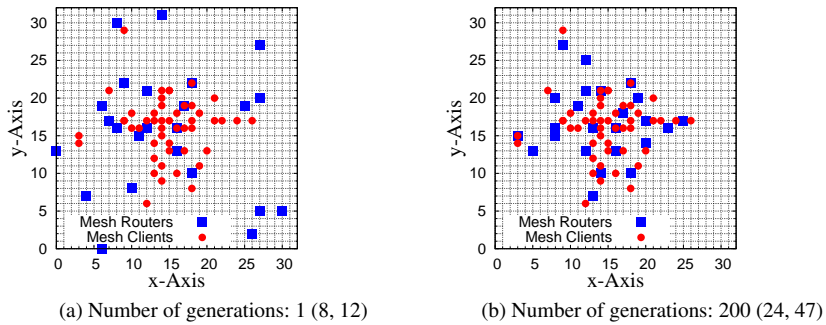 30
25
20
15
10
5
0
y-Axis
Mesh Routers
Mesh Clients
0 5 10 15 20 25 30
x-Axis
(a) Number of generations: 1 (8, 12)
30
25
20
15
10
5
0
y-Axis
Mesh Routers
Mesh Clients
0 5 10 15 20 25 30
x-Axis
(b) Number of generations: 200 (24, 47)